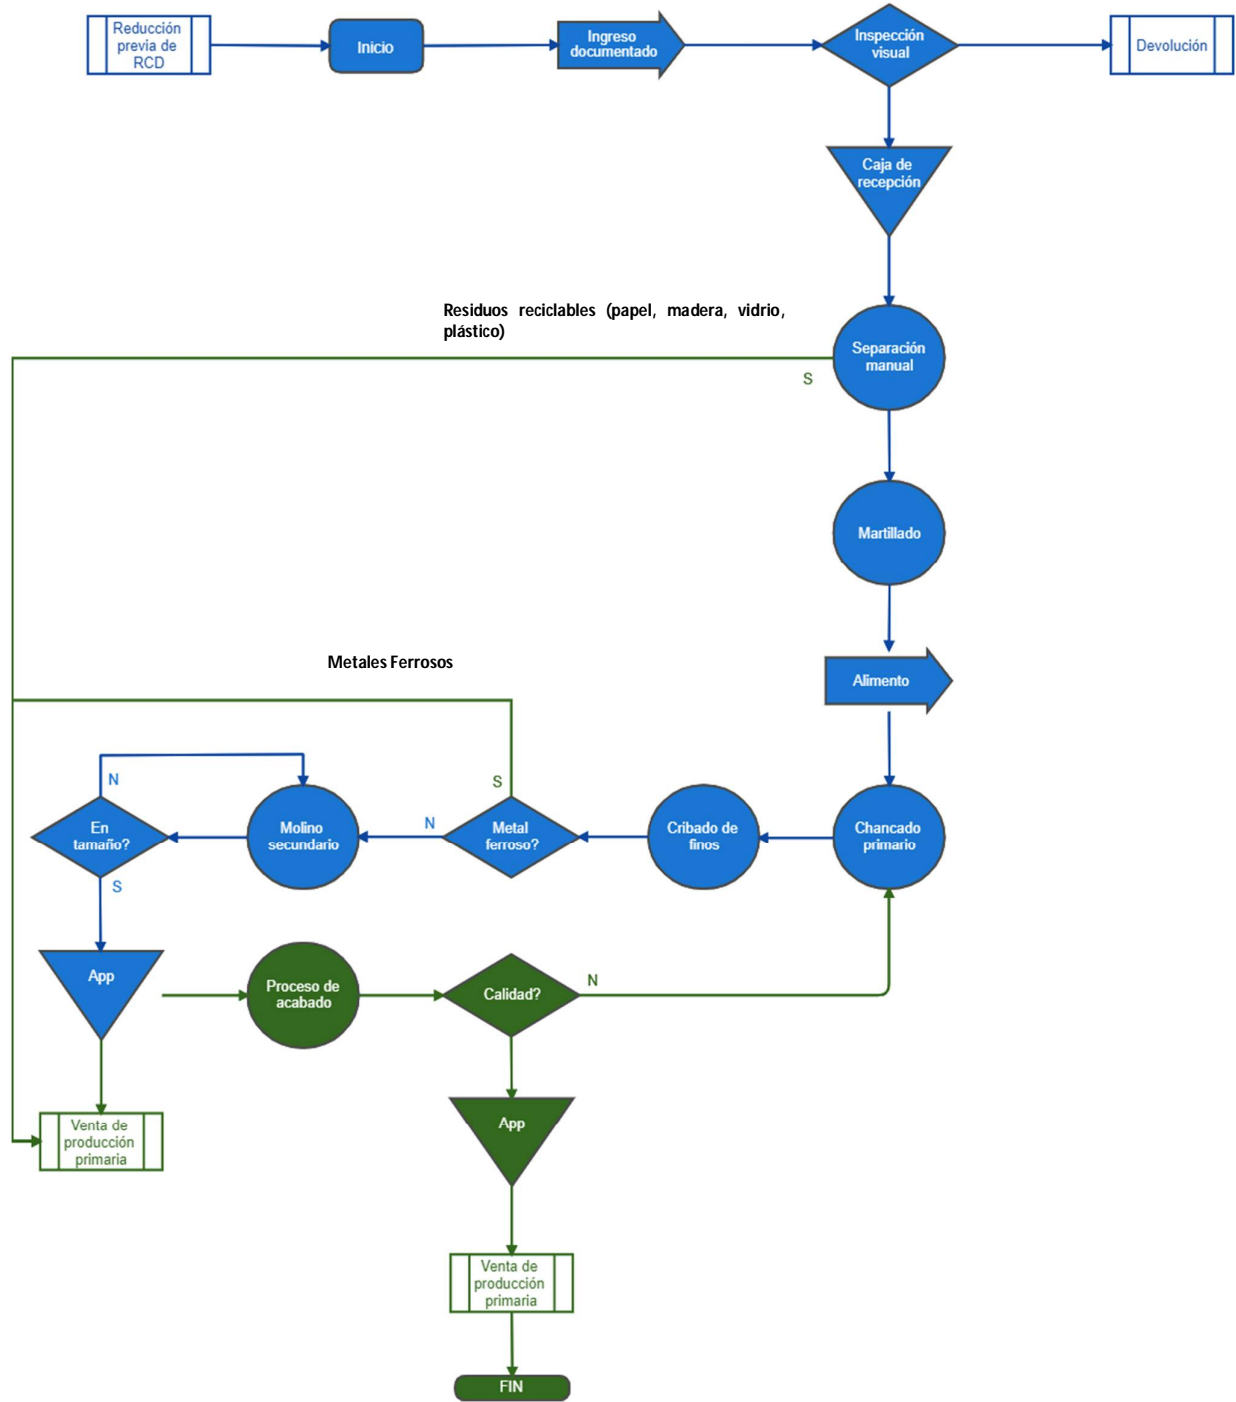 Reducción
previa de
RCD
Inicio
Ingreso
documentado
Inspección
visual
Devolución
Caja de
recepción
Residuos reciclables (papel, madera, vidrio,
plástico)
Separación
manual
S
Martillado
Metales Ferrosos
Alimento
N
S
En
tamaño?
Molino
secundario
N
Metal
ferroso?
Cribado de
finos
Chancado
primario
S
App
Proceso de
acabado
Calidad?
N
Venta de
producción
primaria
App
Venta de
producción
primaria
FIN